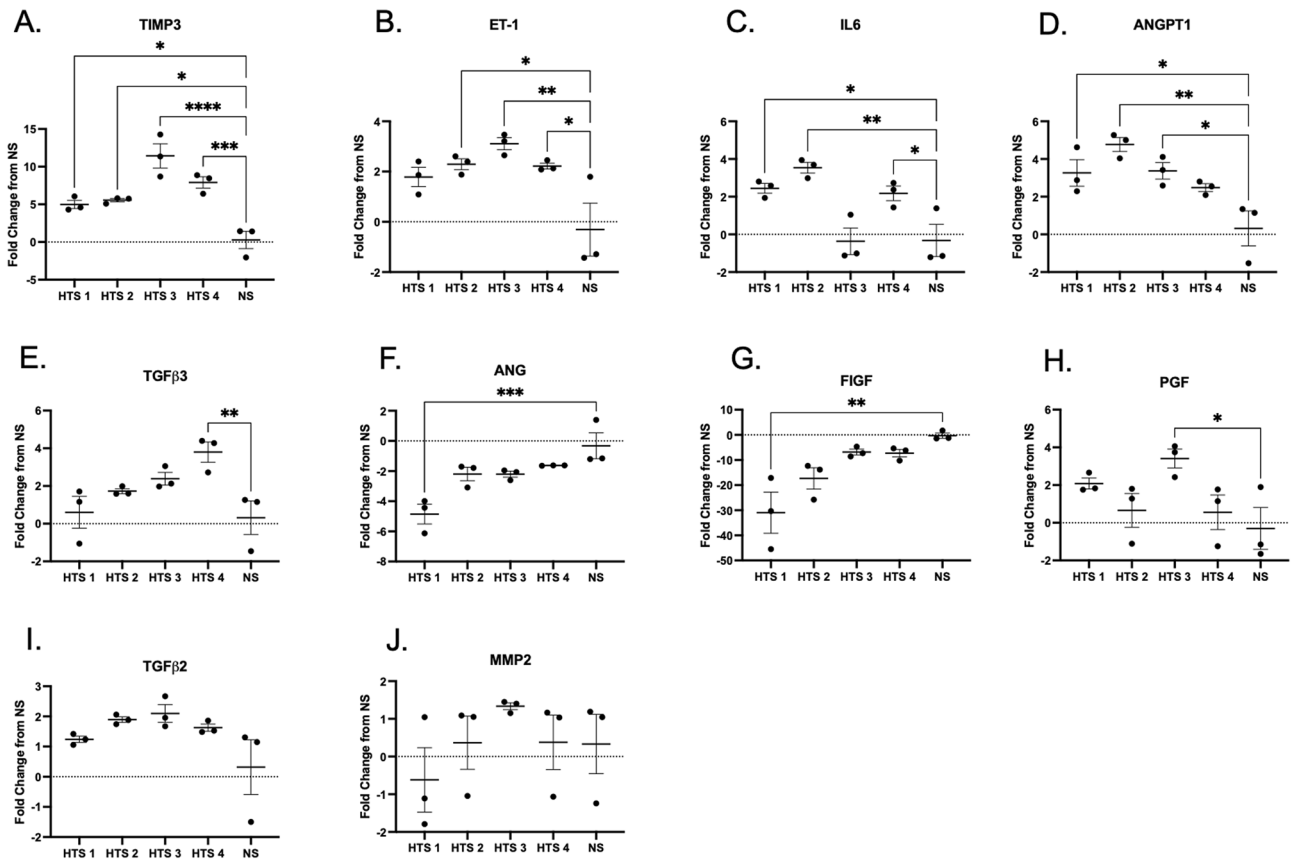 A.
TIMP3
*
*
****
***
Fold Change from NS
15
10
5
0
-5
HTS 1 HTS 2 HTS 3 HTS 4 NS
B.
ET-1
*
**
*
Fold Change from NS
4
2
0
-2
HTS 1 HTS 2 HTS 3 HTS 4 NS
C.
IL6
*
**
*
Fold Change from NS
6
4
2
0
-2
HTS 1 HTS 2 HTS 3 HTS 4 NS
D.
ANGPT1
*
**
*
Fold Change from NS
6
4
2
0
-2
HTS 1 HTS 2 HTS 3 HTS 4 NS
E.
TGFβ3
**
Fold Change from NS
6
4
2
0
-2
HTS 1 HTS 2 HTS 3 HTS 4 NS
F.
ANG
***
Fold Change from NS
2
0
-2
-4
-6
-8
HTS 1 HTS 2 HTS 3 HTS 4 NS
G.
FIGF
**
Fold Change from NS
10
0
-10
-20
-30
-40
-50
HTS 1 HTS 2 HTS 3 HTS 4 NS
H.
PGF
*
Fold Change from NS
6
4
2
0
-2
HTS 1 HTS 2 HTS 3 HTS 4 NS
I.
TGFβ2
Fold Change from NS
3
2
1
0
-1
-2
HTS 1 HTS 2 HTS 3 HTS 4 NS
J.
MMP2
Fold Change from NS
2
1
0
-1
-2
HTS 1 HTS 2 HTS 3 HTS 4 NS